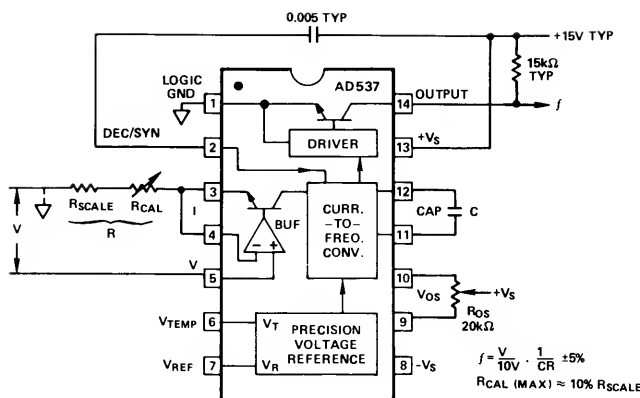 0.005 TYP
+15V TYP
15kΩ
TYP
LOGIC
GND
AD537
1
14
OUTPUT
f
DEC/SYN
2
DRIVER
13
+VS
RSCALE
RCAL
R
I
3
4
BUF
- +
CURR.
-TO-
FREQ.
CONV.
12
CAP
C
11
V
V
5
10
VOS
+VS
ROS
20kΩ
9
VTEMP
6
VT
PRECISION
VOLTAGE
REFERENCE
VREF
7
VR
8
-VS
f = V/10V · 1/CR ±5%
RCAL (MAX) ≈ 10% RSCALE